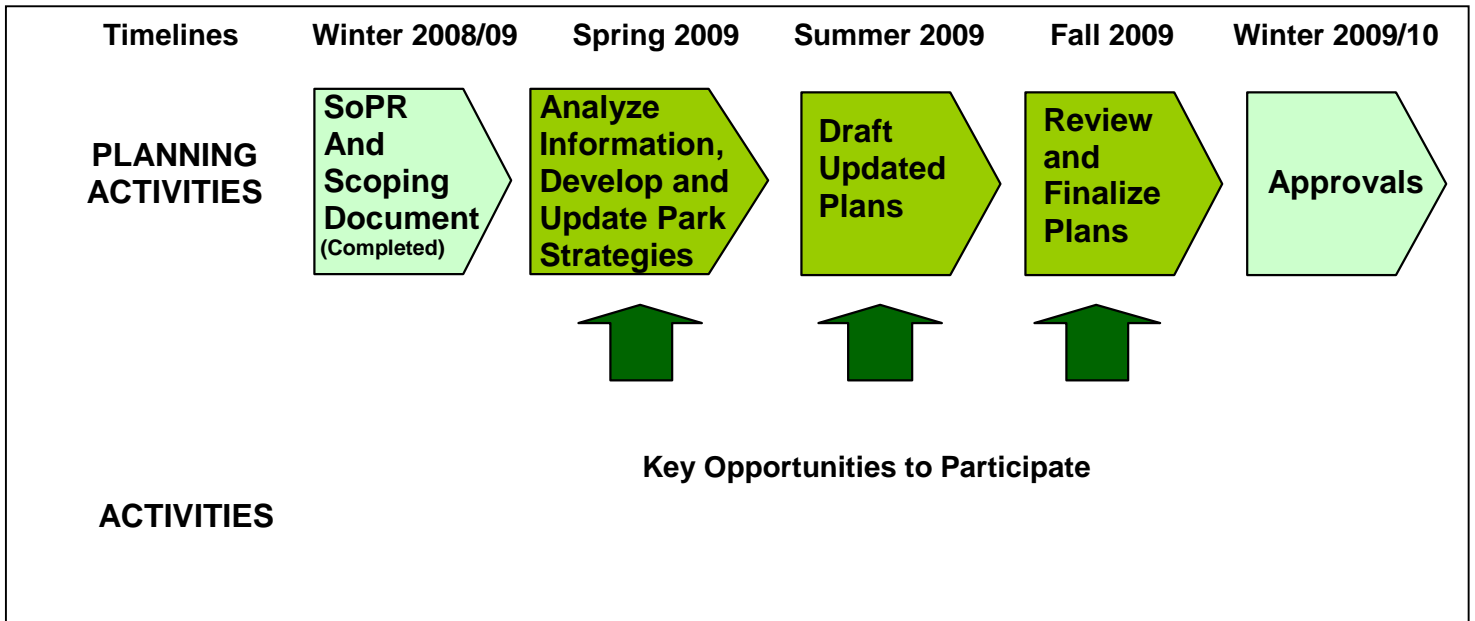 Timelines Winter 2008/09 Spring 2009 Summer 2009 Fall 2009 Winter 2009/10
PLANNING
ACTIVITIES
SoPR
And
Scoping
Document
(Completed)
Analyze
Information,
Develop and
Update Park
Strategies
Draft
Updated
Plans
Review
and
Finalize
Plans
Approvals
Key Opportunities to Participate
ACTIVITIES